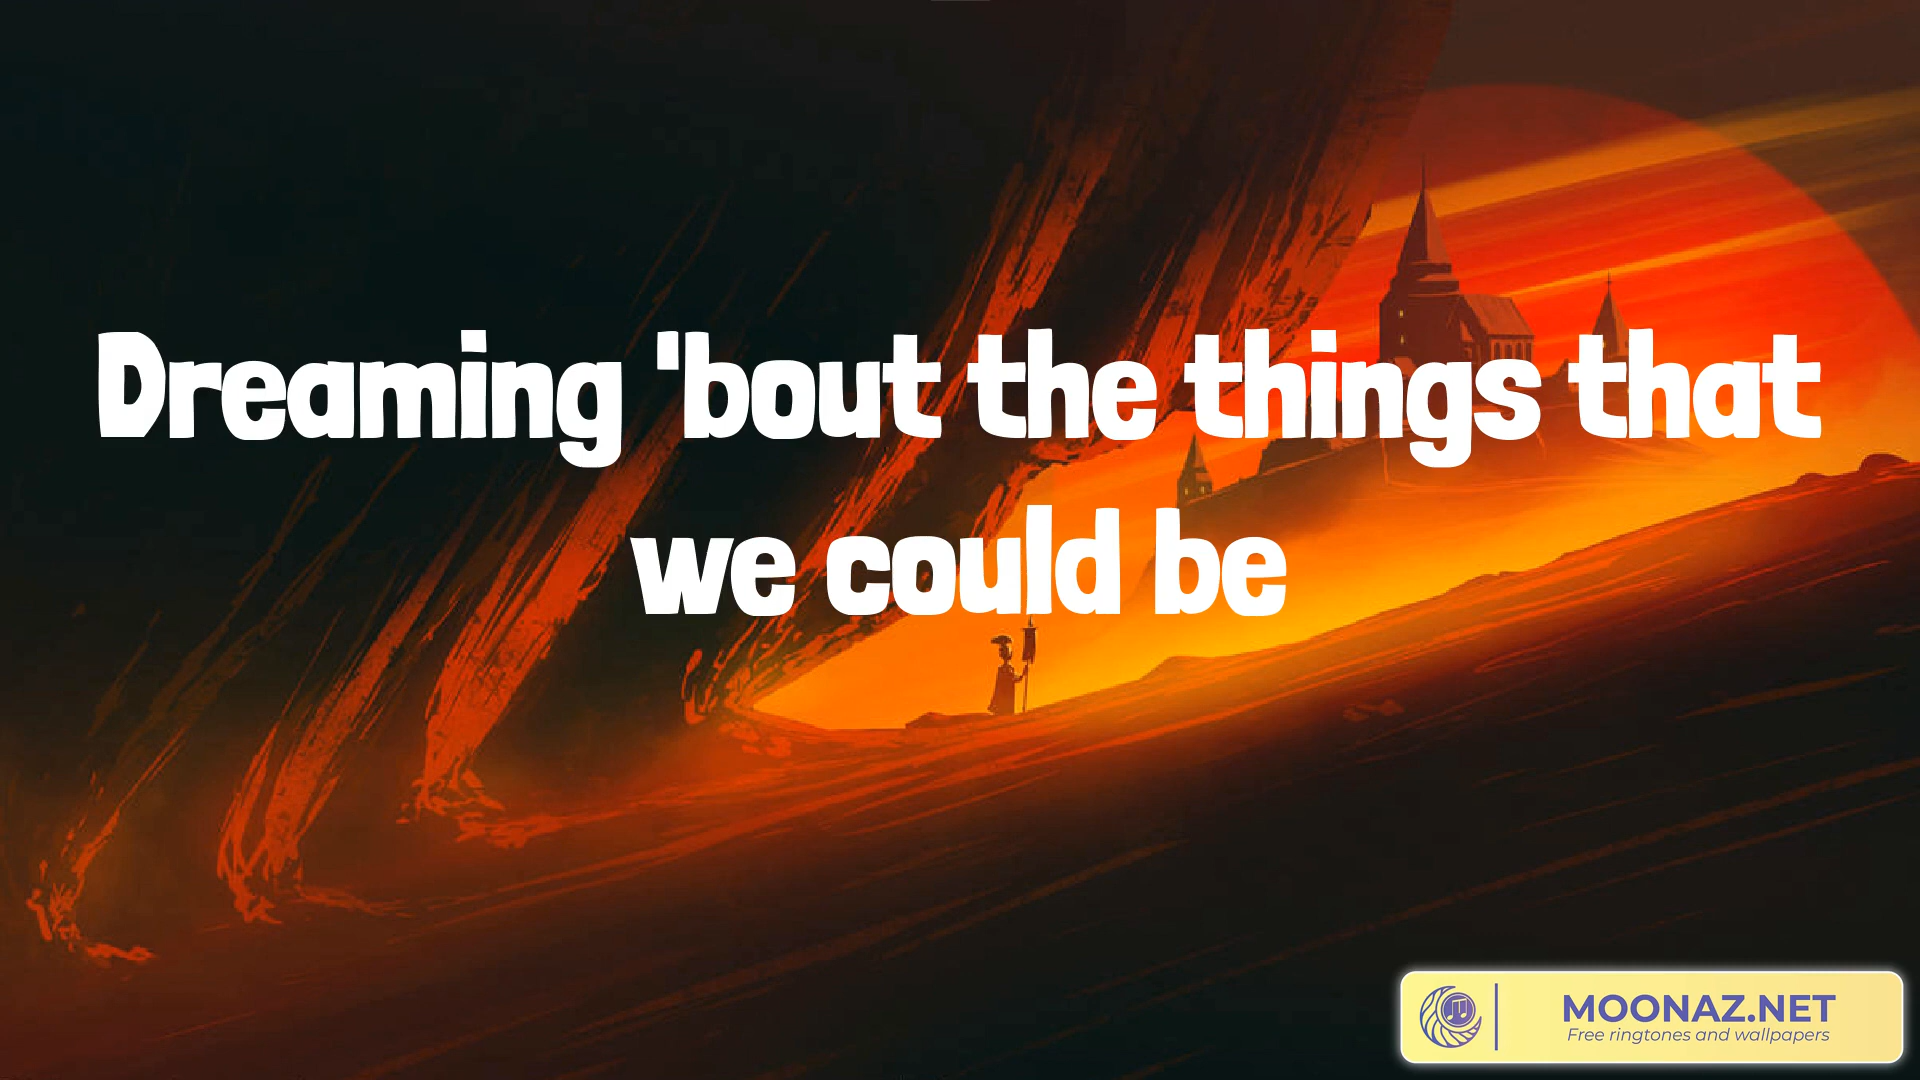 Dreaming 'bout the things that
we could be
MOONAZ.NET
Free ringtones and wallpapers